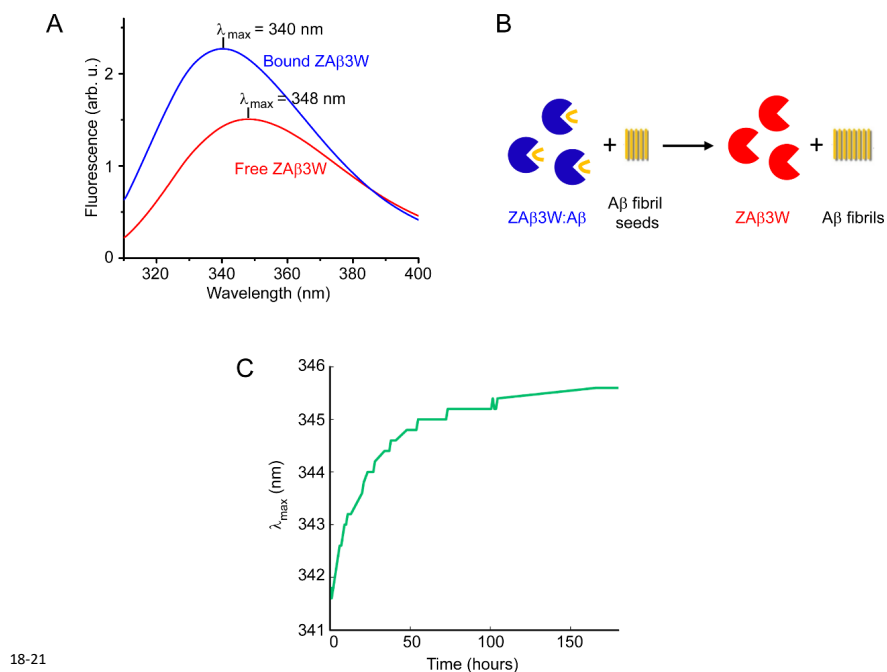 A
λmax = 340 nm
Bound ZAβ3W
λmax = 348 nm
Free ZAβ3W
Fluorescence (arb. u.)
2
1
0
320 340 360 380 400
Wavelength (nm)
B
+ +
ZAβ3W:Aβ Aβ fibril seeds ZAβ3W Aβ fibrils
C
λmax (nm)
346
345
344
343
342
341
0 50 100 150
Time (hours)
18-21